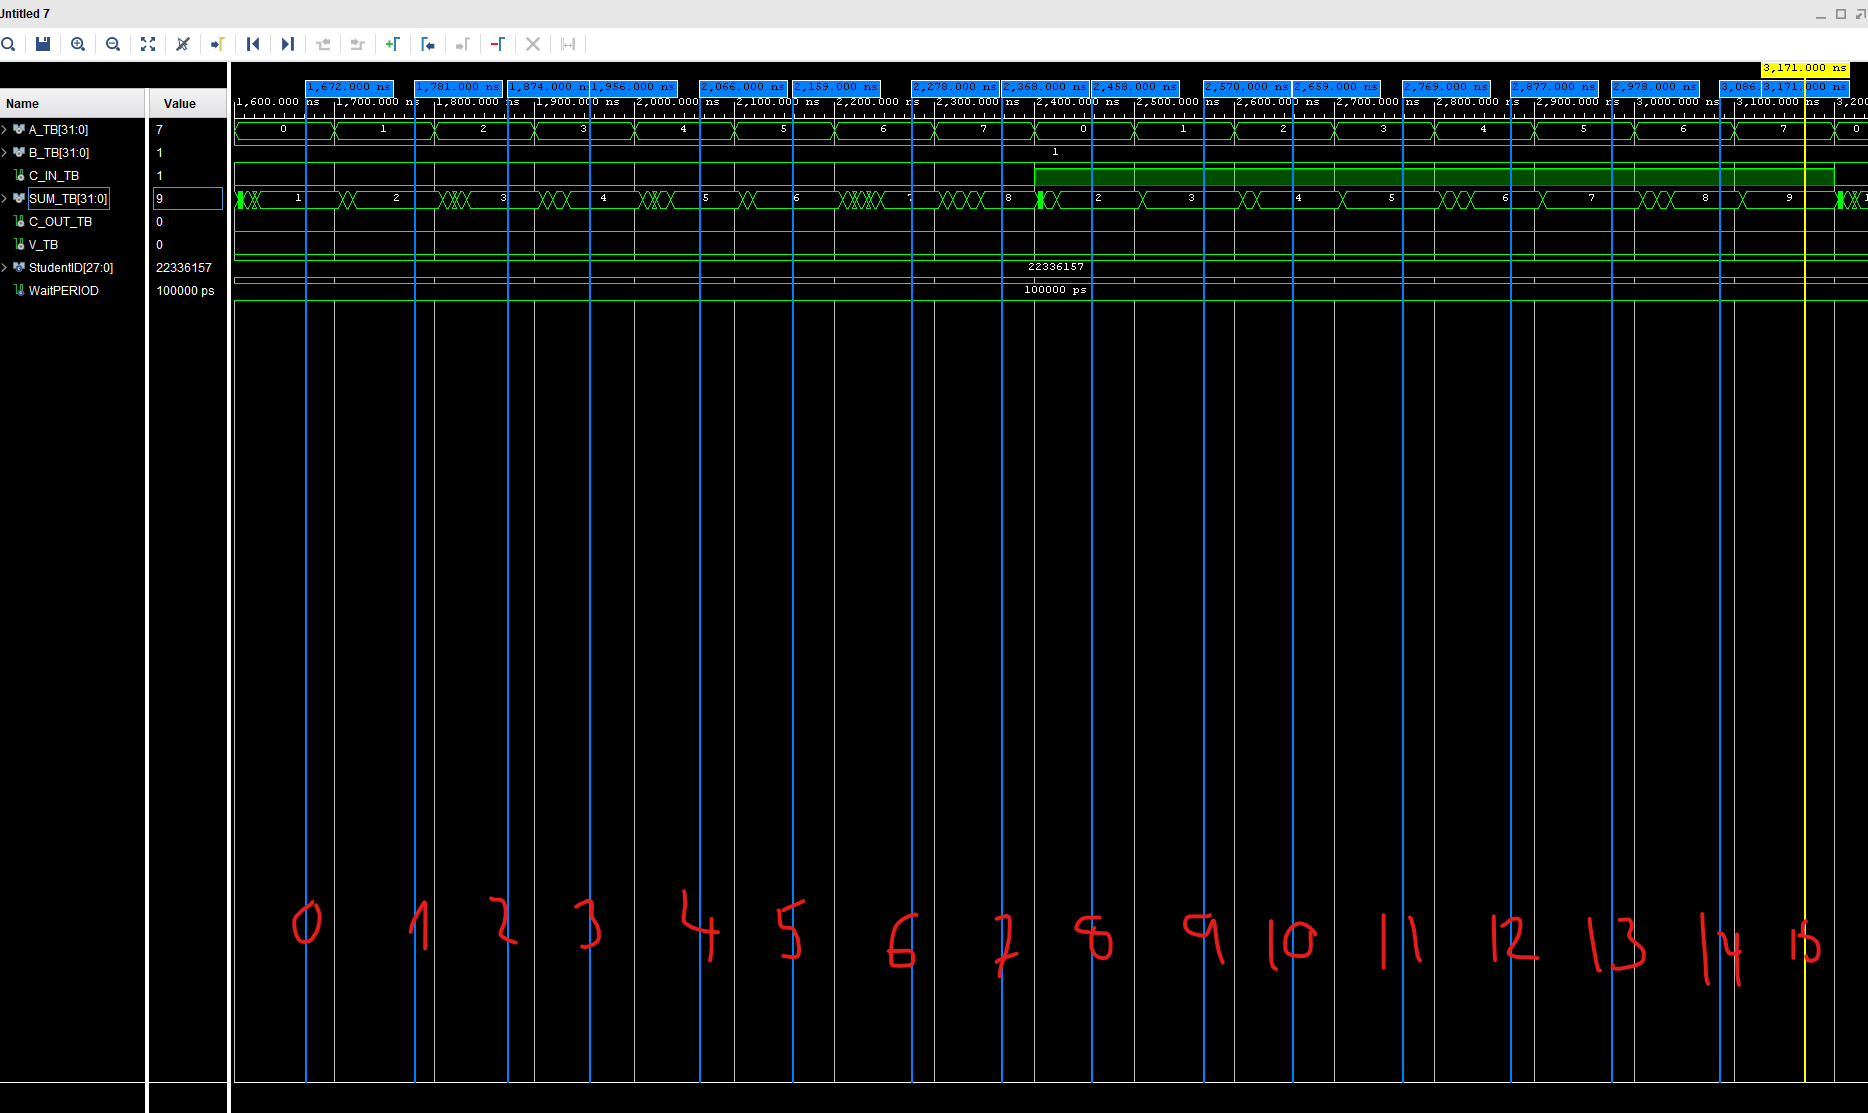 Untitled 7
3,171.000 ns
1,672.000 ns 1,781.000 ns 1,874.000 ns 1,956.000 ns 2,066.000 ns 2,159.000 ns 2,278.000 ns 2,368.000 ns 2,458.000 ns 2,570.000 ns 2,659.000 ns 2,769.000 ns 2,877.000 ns 2,978.000 ns 3,086. 3,171.000 ns
Name Value 1,600.000 ns 1,700.000 ns 1,800.000 ns 1,900.000 ns 2,000.000 ns 2,100.000 ns 2,200.000 ns 2,300.000 ns 2,400.000 ns 2,500.000 ns 2,600.000 ns 2,700.000 ns 2,800.000 ns 2,900.000 ns 3,000.000 ns 3,100.000 ns 3,200
A_TB[31:0] 7 0 1 2 3 4 5 6 7 0 1 2 3 4 5 6 7 0
B_TB[31:0] 1 1
C_IN_TB 1
SUM_TB[31:0] 9 1 2 3 4 5 6 7 8 2 3 4 5 6 7 8 9 1
C_OUT_TB 0
V_TB 0
StudentID[27:0] 22336157 22336157
WaitPERIOD 100000 ps 100000 ps
0 1 2 3 4 5 6 7 8 9 10 11 12 13 14 15